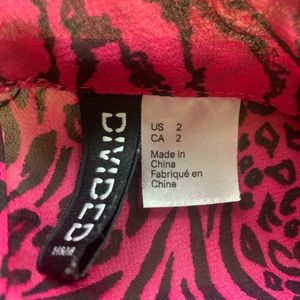 DIVIDED
H&M
US 2
CA 2
Made in
China
Fabriqué en
Chine